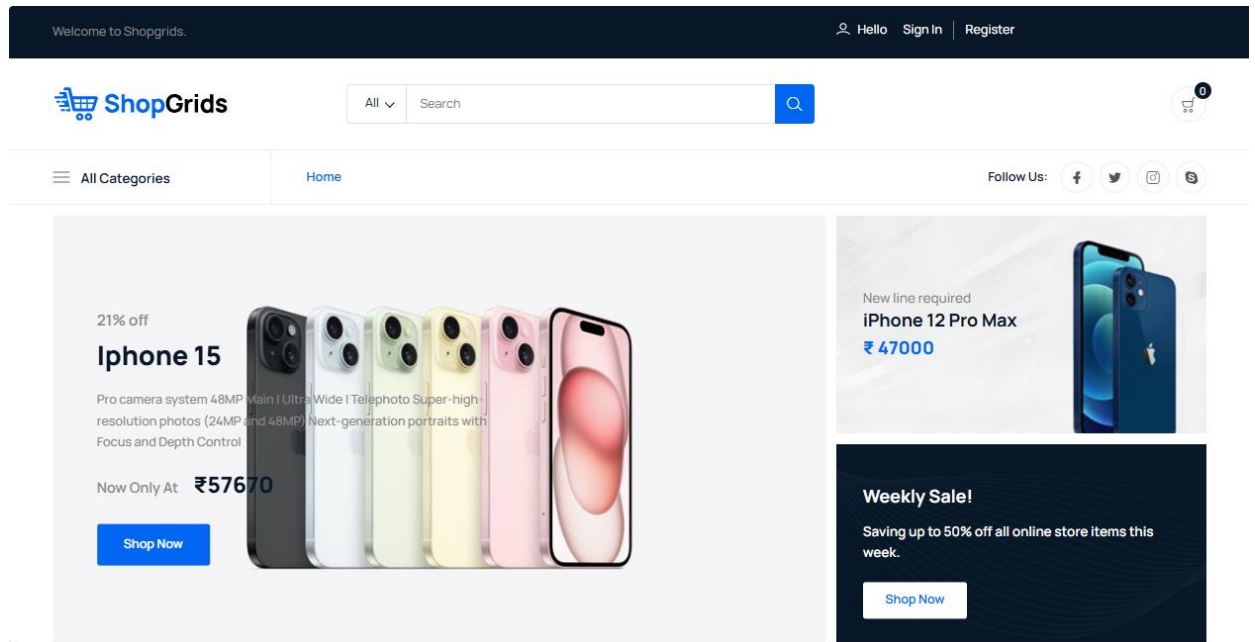 Welcome to Shopgrids.
Hello Sign In Register
ShopGrids
All Search
0
All Categories
Home
Follow Us:
21% off
Iphone 15
Pro camera system 48MP Main I Ultra Wide I Telephoto Super-high-
resolution photos (24MP and 48MP) Next-generation portraits with
Focus and Depth Control
Now Only At ₹57670
Shop Now
New line required
iPhone 12 Pro Max
₹ 47000
Weekly Sale!
Saving up to 50% off all online store items this
week.
Shop Now